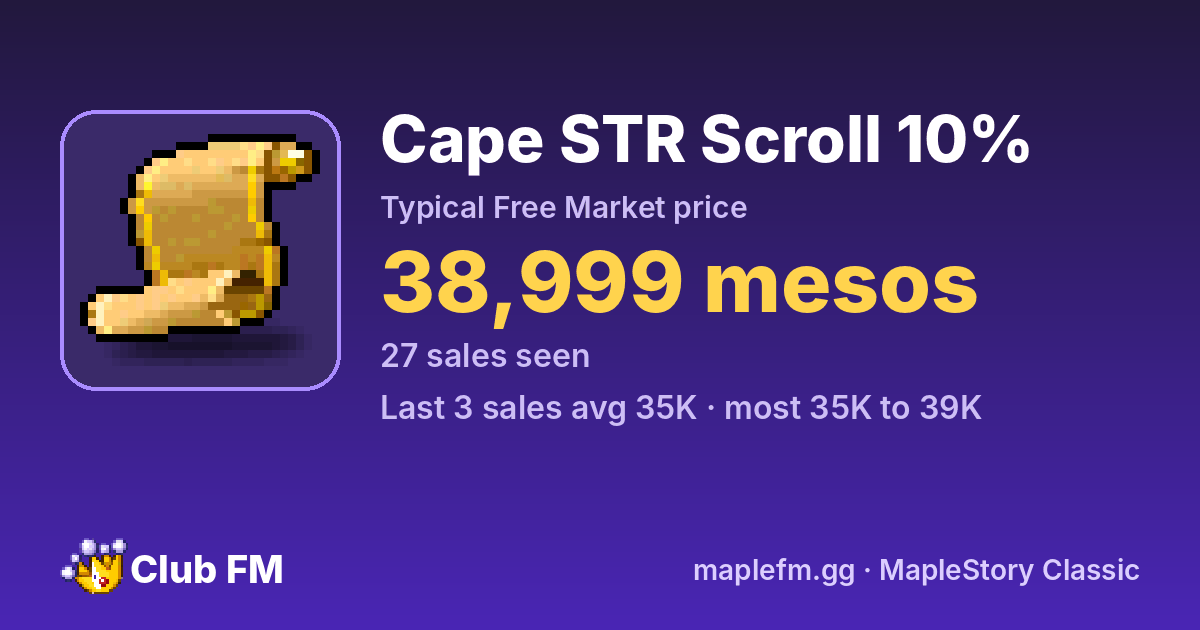 Cape STR Scroll 10%
Typical Free Market price
38,999 mesos
27 sales seen
Last 3 sales avg 35K · most 35K to 39K
Club FM
maplefm.gg · MapleStory Classic